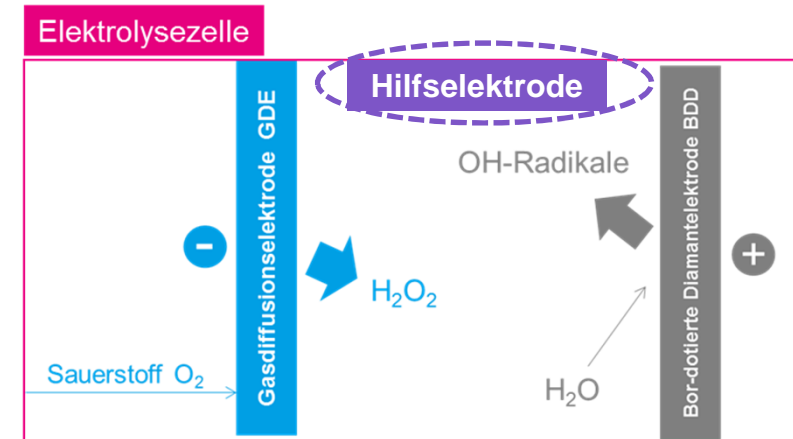 Elektrolysezelle
Hilfselektrode
Gasdiffusionselektrode GDE
Bor-dotierte Diamantelektrode BDD
OH-Radikale
-
+
H₂O₂
Sauerstoff O₂
H₂O